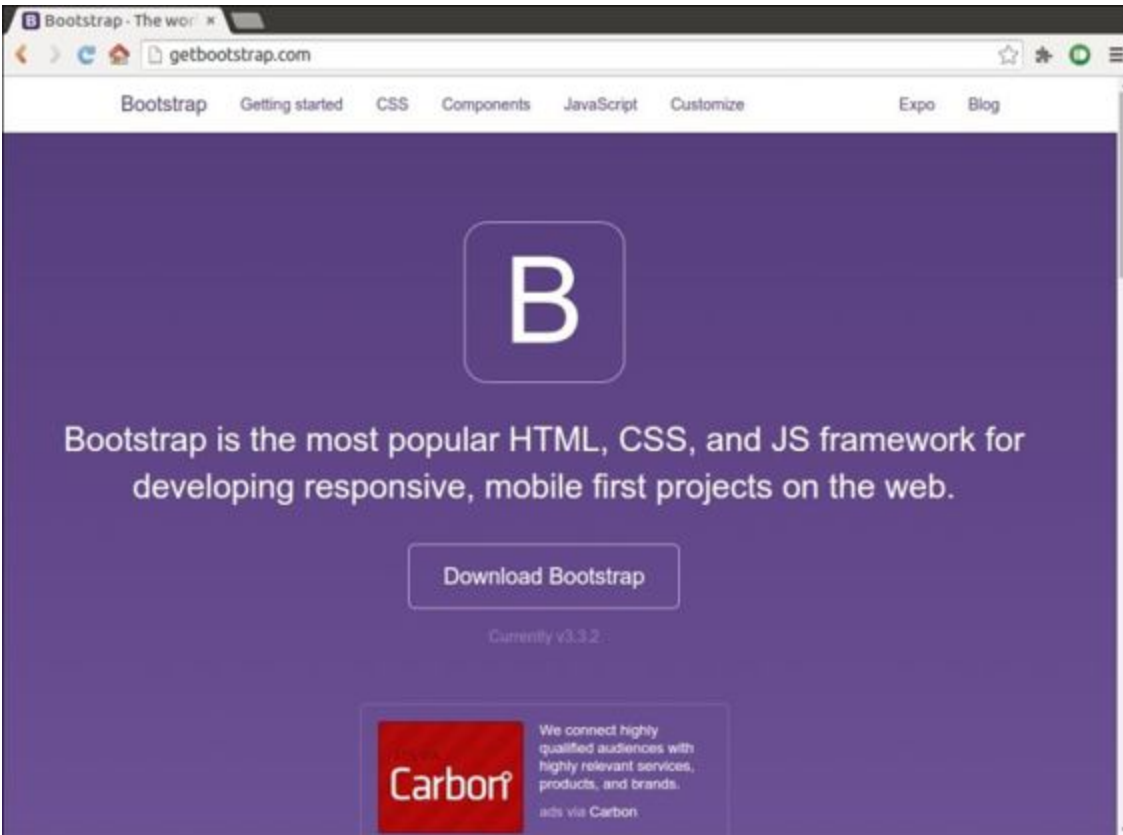 B Bootstrap - The wor
getbootstrap.com
Bootstrap Getting started CSS Components JavaScript Customize Expo Blog
B
Bootstrap is the most popular HTML, CSS, and JS framework for
developing responsive, mobile first projects on the web.
Download Bootstrap
Currently v3.3.2.
Carbon
We connect highly
qualified audiences with
highly relevant services,
products, and brands.
ads via Carbon